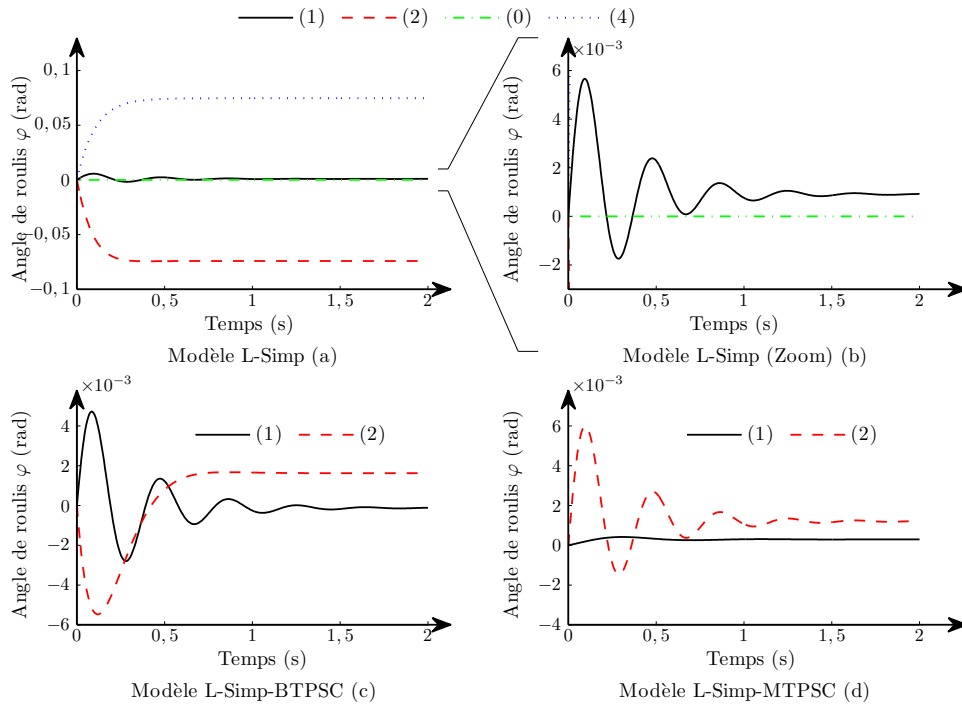 (1) (2) (0) (4)
Angle de roulis φ (rad)
0, 1
0, 05
0
−0, 05
−0, 1
0 0, 5 1 1, 5 2
Temps (s)
Modèle L-Simp (a)
×10−3
Angle de roulis φ (rad)
6
4
2
0
−2
0 0, 5 1 1, 5 2
Temps (s)
Modèle L-Simp (Zoom) (b)
×10−3
Angle de roulis φ (rad)
4
2
0
−2
−4
−6
(1) (2)
0 0, 5 1 1, 5 2
Temps (s)
Modèle L-Simp-BTPSC (c)
×10−3
Angle de roulis φ (rad)
6
4
2
0
−2
−4
(1) (2)
0 0, 5 1 1, 5 2
Temps (s)
Modèle L-Simp-MTPSC (d)